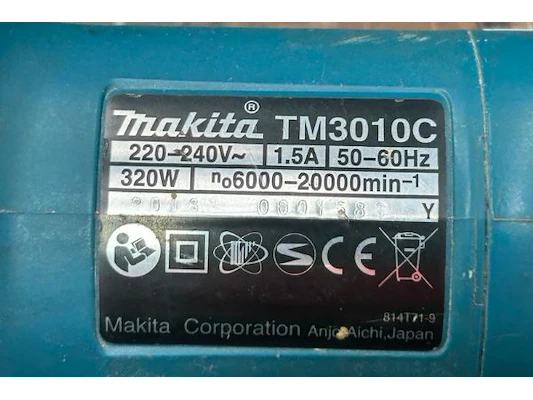 makita® TM3010C
220-240V~ 1.5A 50-60Hz
320W n₀6000-20000min⁻¹
Y
CE
814T71-9
Makita Corporation Anjo, Aichi, Japan